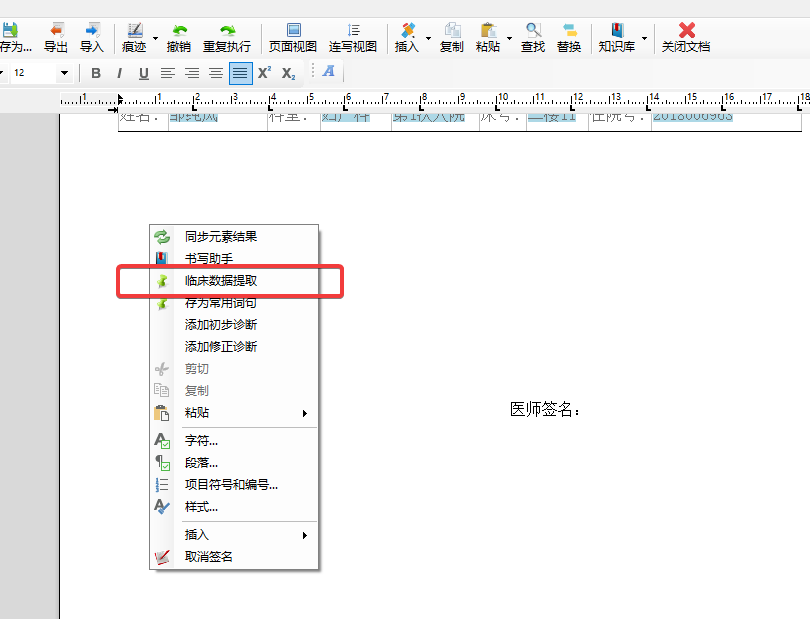 存为... 导出 导入 痕迹 撤销 重复执行 页面视图 连写视图 插入 复制 粘贴 查找 替换 知识库 关闭文档
12 B I U X² X₂ A
1 1 2 3 4 5 6 7 8 9 10 11 12 13 14 15 16 17 18
姓名： 科室： 妇产科 第1次入院 床号： 二楼11 住院号： 2018006963
同步元素结果
书写助手
临床数据提取
存为常用词句
添加初步诊断
添加修正诊断
剪切
复制
粘贴
医师签名：
字符...
段落...
项目符号和编号...
样式...
插入
取消签名